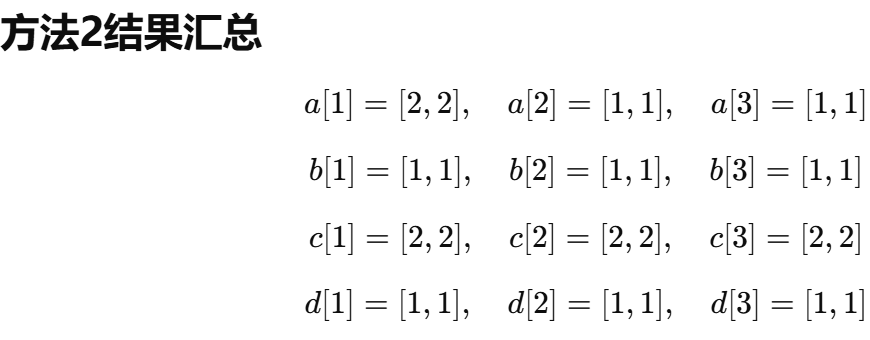 方法2结果汇总
a[1] = [2, 2], a[2] = [1, 1], a[3] = [1, 1]
b[1] = [1, 1], b[2] = [1, 1], b[3] = [1, 1]
c[1] = [2, 2], c[2] = [2, 2], c[3] = [2, 2]
d[1] = [1, 1], d[2] = [1, 1], d[3] = [1, 1]